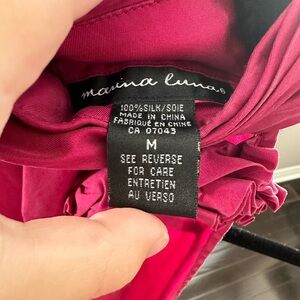 marina luna®
100% SILK/SOIE
MADE IN CHINA
FABRIQUÉ EN CHINE
CA 07043
M
SEE REVERSE
FOR CARE
ENTRETIEN
AU VERSO